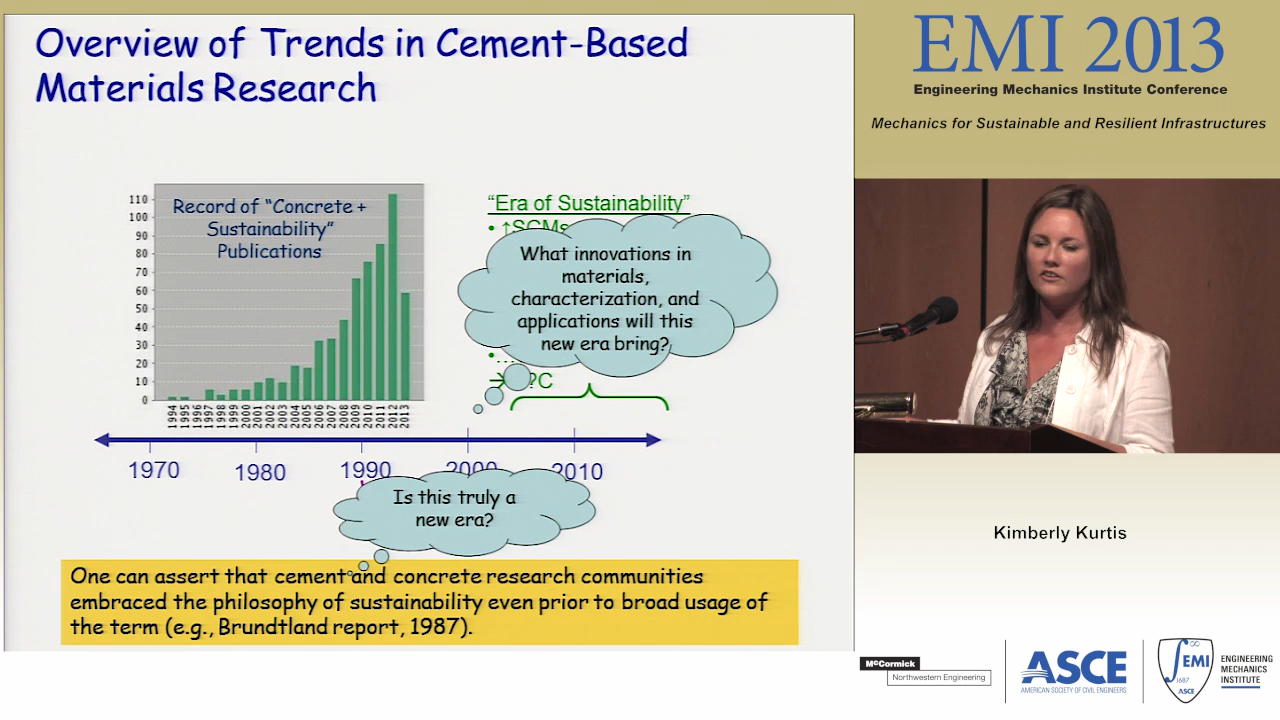 Overview of Trends in Cement-Based
Materials Research
Record of “Concrete +
Sustainability”
Publications
110
100
90
80
70
60
50
40
30
20
10
0
1994
1995
1996
1997
1998
1999
2000
2001
2002
2003
2004
2005
2006
2007
2008
2009
2010
2011
2012
2013
“Era of Sustainability”
• ↑SCMs
What innovations in
materials,
characterization, and
applications will this
new era bring?
1970
1980
1990
2000
2010
Is this truly a
new era?
One can assert that cement and concrete research communities
embraced the philosophy of sustainability even prior to broad usage of
the term (e.g., Brundtland report, 1987).
EMI 2013
Engineering Mechanics Institute Conference
Mechanics for Sustainable and Resilient Infrastructures
Kimberly Kurtis
McCormick
Northwestern Engineering
ASCE
AMERICAN SOCIETY OF CIVIL ENGINEERS
EMI
1687
ASCE
ENGINEERING
MECHANICS
INSTITUTE